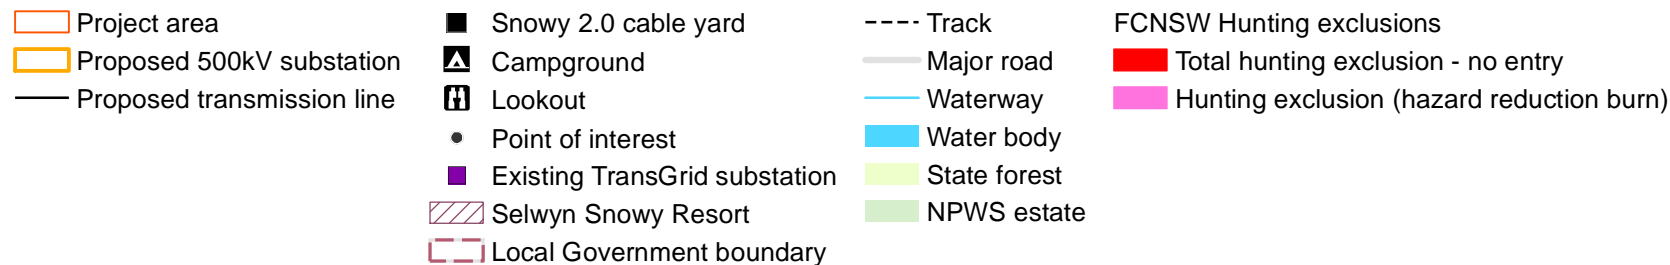 Project area
Proposed 500kV substation
Proposed transmission line
Snowy 2.0 cable yard
Campground
Lookout
Point of interest
Existing TransGrid substation
Selwyn Snowy Resort
Local Government boundary
Track
Major road
Waterway
Water body
State forest
NPWS estate
FCNSW Hunting exclusions
Total hunting exclusion - no entry
Hunting exclusion (hazard reduction burn)